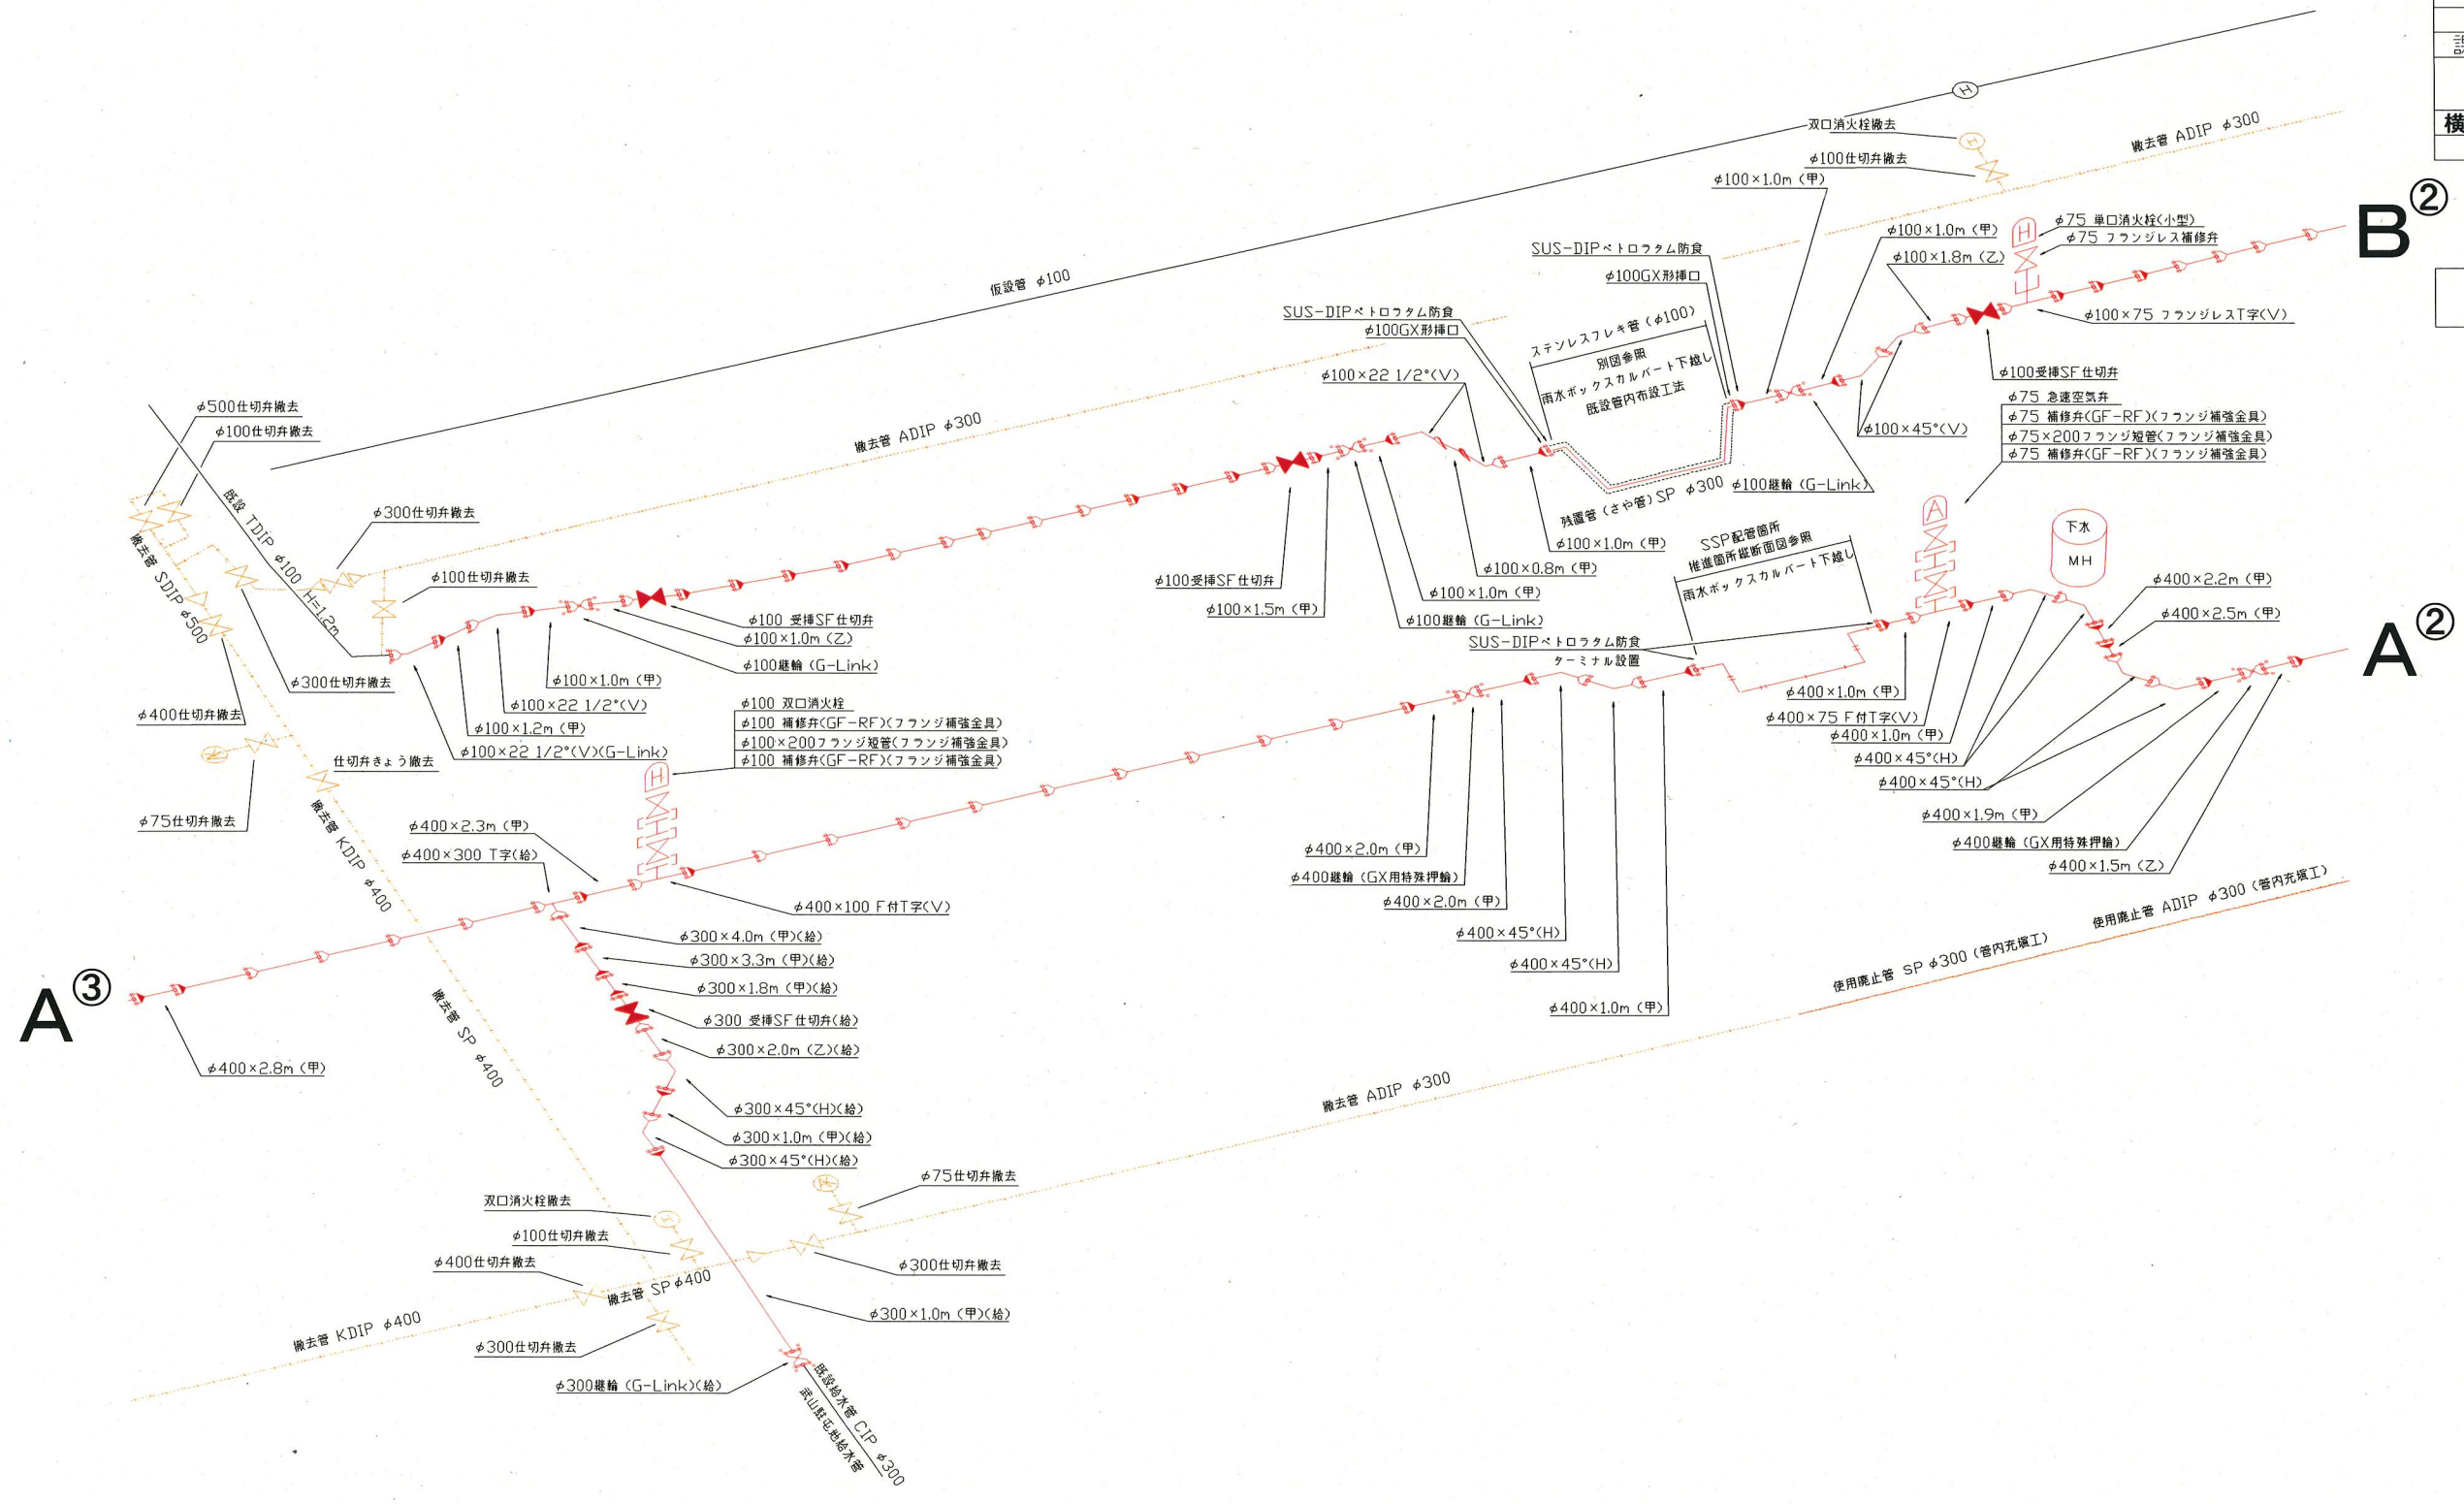 横
双口消火栓撤去
φ100仕切弁撤去
撤去管 ADIP φ300
φ100×1.0m (甲)
B②
φ75 単口消火栓(小型)
φ75 フランジレス補修弁
φ100×1.0m (甲)
φ100×1.8m (乙)
SUS-DIPペトロラタム防食
φ100GX形挿口
仮設管 φ100
SUS-DIPペトロラタム防食
φ100GX形挿口
ステンレスフレキ管 (φ100)
別図参照
雨水ボックスカルバート下越し
既設管内布設工法
φ100×75 フランジレスT字(V)
φ100×22 1/2°(V)
φ100受挿SF仕切弁
φ75 急速空気弁
φ75 補修弁(GF-RF)(フランジ補強金具)
φ75×200フランジ短管(フランジ補強金具)
φ75 補修弁(GF-RF)(フランジ補強金具)
φ100×45°(V)
φ500仕切弁撤去
φ100仕切弁撤去
撤去管 ADIP φ300
残置管 (さや管) SP φ300
φ100継輪 (G-Link)
既設 TDIP φ100 H=1.2m
φ300仕切弁撤去
撤去管 SDIP φ500
φ100仕切弁撤去
φ100×1.0m (甲)
φ100×0.8m (甲)
φ100×1.0m (甲)
φ100受挿SF仕切弁
φ100×1.5m (甲)
φ100継輪 (G-Link)
SSP配管箇所
推進箇所縦断面図参照
雨水ボックスカルバート下越し
下水
MH
φ400×2.2m (甲)
φ400×2.5m (甲)
A②
φ100 受挿SF仕切弁
φ100×1.0m (乙)
φ100継輪 (G-Link)
SUS-DIPペトロラタム防食
ターミナル設置
φ300仕切弁撤去
φ100×1.0m (甲)
φ100×22 1/2°(V)
φ100×1.2m (甲)
φ100×22 1/2°(V)(G-Link)
φ400仕切弁撤去
φ400×1.0m (甲)
φ400×75 F付T字(V)
φ400×1.0m (甲)
φ400×45°(H)
φ400×45°(H)
φ400×1.9m (甲)
φ400継輪 (GX用特殊押輪)
φ400×1.5m (乙)
φ100 双口消火栓
φ100 補修弁(GF-RF)(フランジ補強金具)
φ100×200フランジ短管(フランジ補強金具)
φ100 補修弁(GF-RF)(フランジ補強金具)
仕切弁きょう撤去
φ75仕切弁撤去
撤去管 KDIP φ400
φ400×2.3m (甲)
φ400×300 T字(給)
φ400×2.0m (甲)
φ400継輪 (GX用特殊押輪)
φ400×2.0m (甲)
φ400×45°(H)
φ400×45°(H)
φ400×1.0m (甲)
φ400×100 F付T字(V)
使用廃止管 ADIP φ300 (管内充填工)
使用廃止管 SP φ300 (管内充填工)
φ300×4.0m (甲)(給)
φ300×3.3m (甲)(給)
φ300×1.8m (甲)(給)
φ300 受挿SF仕切弁(給)
φ300×2.0m (乙)(給)
A③
φ400×2.8m (甲)
撤去管 SP φ400
φ300×45°(H)(給)
φ300×1.0m (甲)(給)
φ300×45°(H)(給)
撤去管 ADIP φ300
φ75仕切弁撤去
双口消火栓撤去
φ100仕切弁撤去
φ400仕切弁撤去
撤去管 SPφ400
φ300仕切弁撤去
φ300×1.0m (甲)(給)
撤去管 KDIP φ400
φ300仕切弁撤去
φ300継輪 (G-Link)(給)
既設給水管 CIP φ300
武山駐屯地給水管